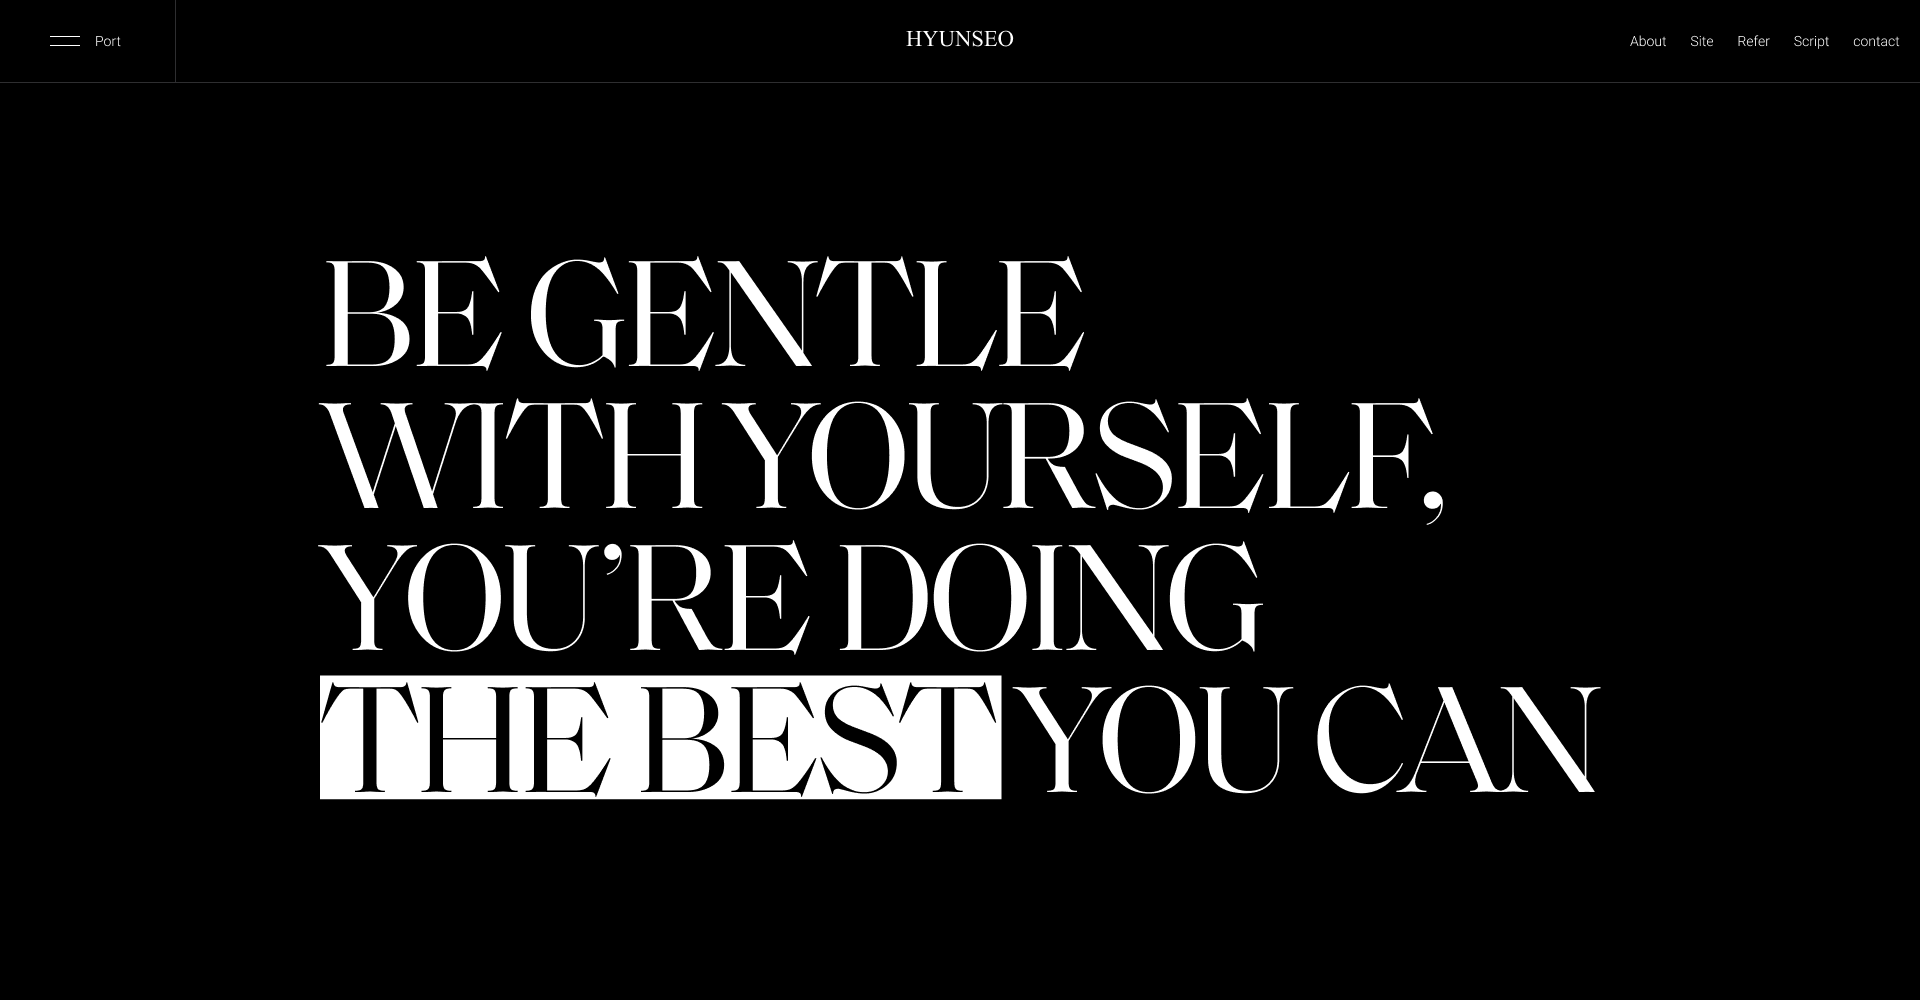 Port
HYUNSEO
About Site Refer Script contact
BE GENTLE
WITH YOURSELF,
YOU’RE DOING
THE BEST YOU CAN